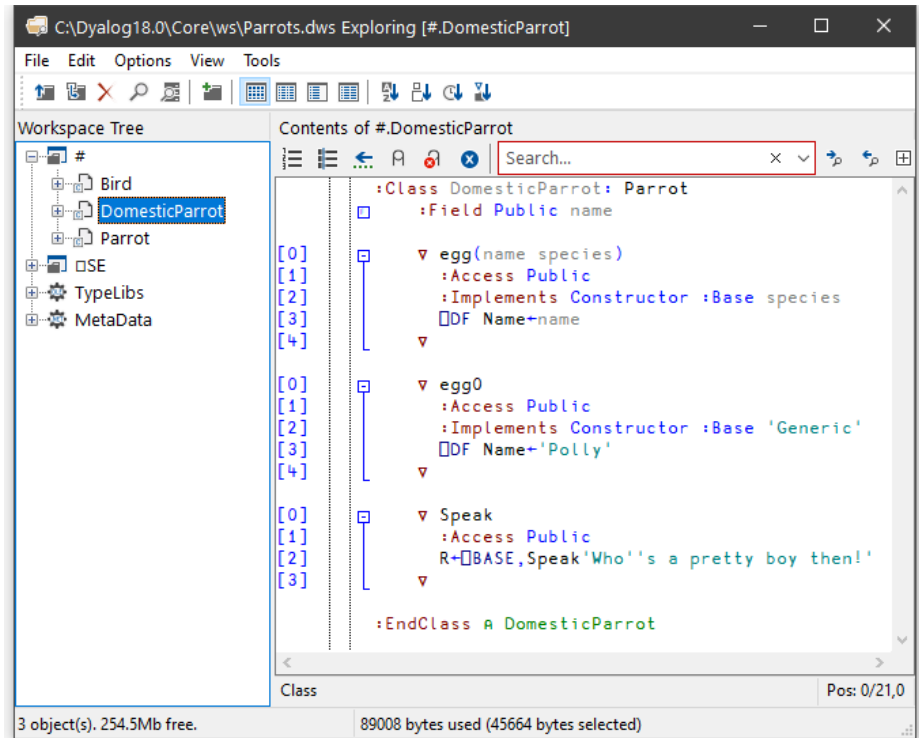 C:\Dyalog18.0\Core\ws\Parrots.dws Exploring [#.DomesticParrot]
File Edit Options View Tools
Workspace Tree
#
Bird
DomesticParrot
Parrot
⎕SE
TypeLibs
MetaData
Contents of #.DomesticParrot
Search...
:Class DomesticParrot: Parrot
:Field Public name
[0] ∇ egg(name species)
[1] :Access Public
[2] :Implements Constructor :Base species
[3] ⎕DF Name←name
[4] ∇
[0] ∇ egg0
[1] :Access Public
[2] :Implements Constructor :Base 'Generic'
[3] ⎕DF Name←'Polly'
[4] ∇
[0] ∇ Speak
[1] :Access Public
[2] R←⎕BASE,Speak'Who''s a pretty boy then!'
[3] ∇
:EndClass ⍝ DomesticParrot
Class
Pos: 0/21,0
3 object(s). 254.5Mb free.
89008 bytes used (45664 bytes selected)